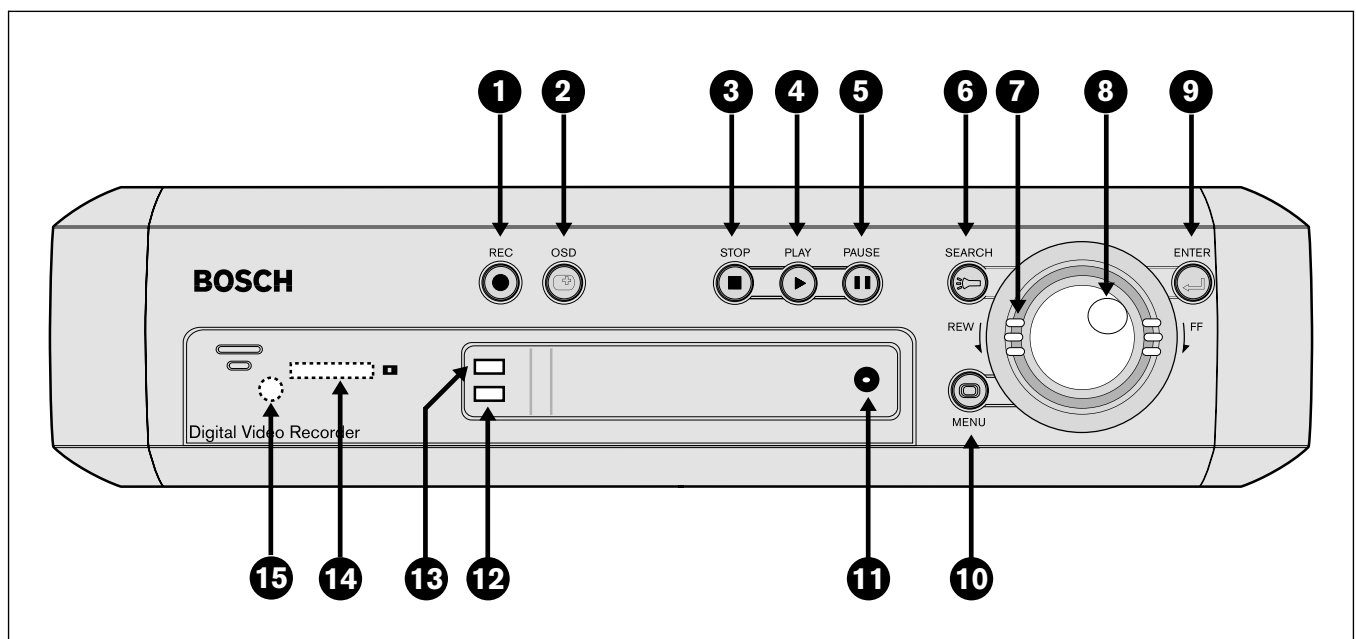 1 2 3 4 5 6 7 8 9
REC OSD STOP PLAY PAUSE SEARCH ENTER
BOSCH
REW FF
MENU
Digital Video Recorder
15 14 13 12 11 10